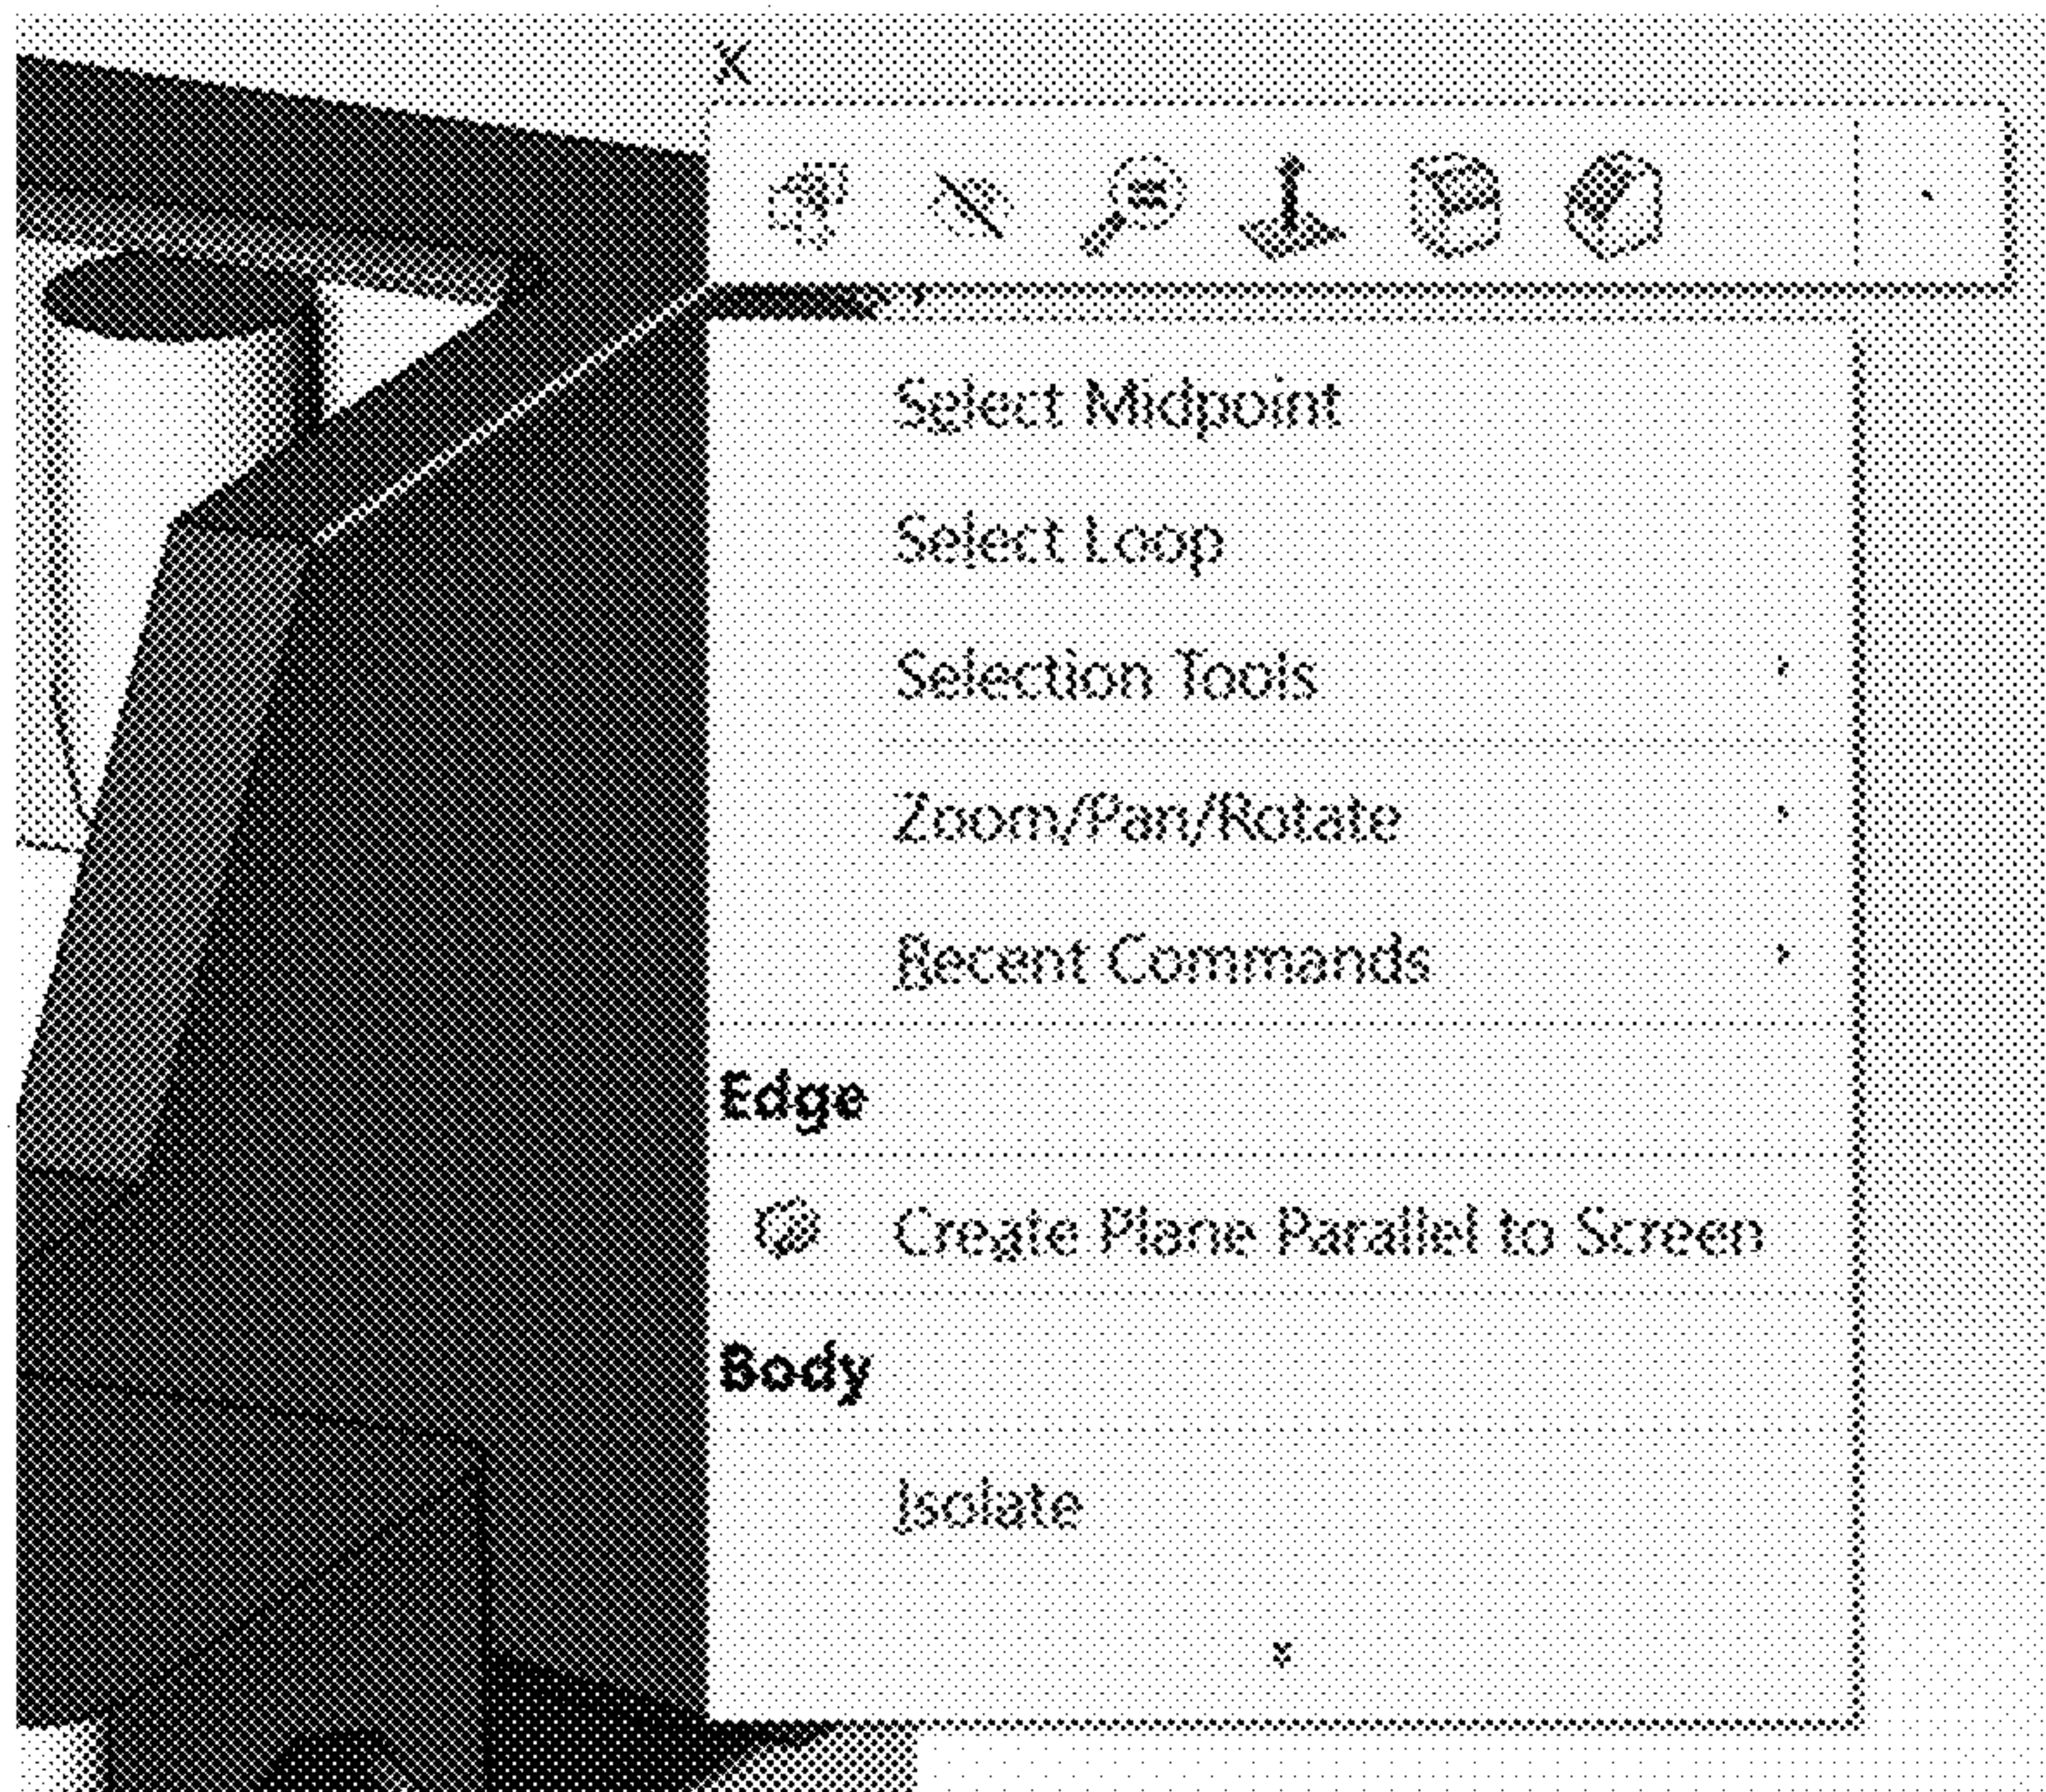 Select Midpoint
Select Loop
Selection Tools
Zoom/Pan/Rotate
Recent Commands
Edge
Create Plane Parallel to Screen
Body
Isolate